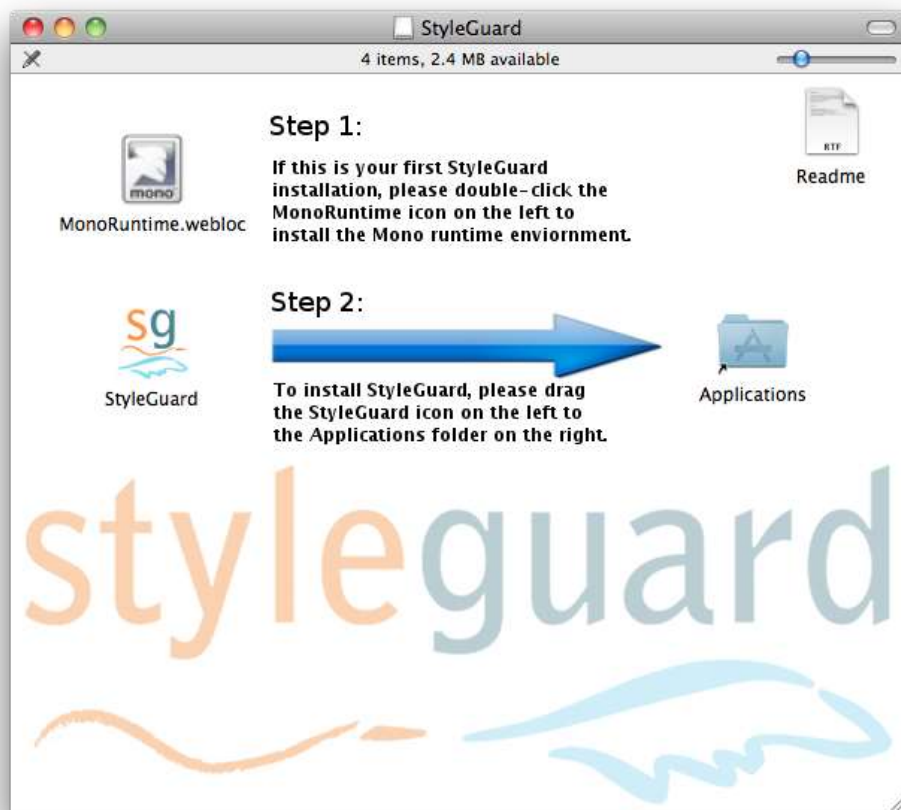 StyleGuard
4 items, 2.4 MB available
Step 1:
If this is your first StyleGuard
installation, please double-click the
MonoRuntime icon on the left to
install the Mono runtime enviornment.
mono
MonoRuntime.webloc
RTF
Readme
Step 2:
sg
StyleGuard
To install StyleGuard, please drag
the StyleGuard icon on the left to
the Applications folder on the right.
Applications
styleguard